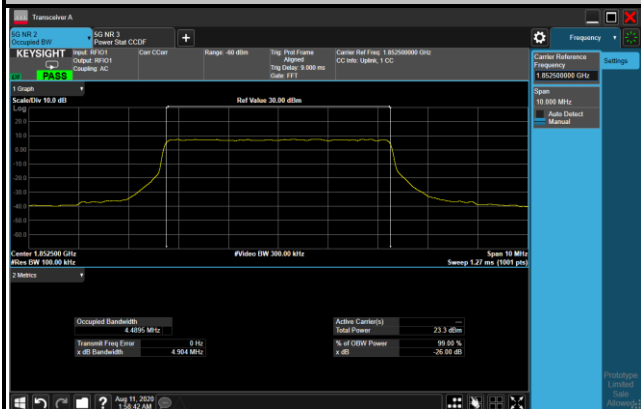 Transceiver A
5G NR 2
Occupied BW
5G NR 3
Power Stat CCDF
Frequency
KEYSIGHT
PASS
Input: RFIO1
Output: RFIO1
Coupling: AC
Corr CCorr
Range: -60 dBm
Trig: Prot Frame
Aligned
Trig Delay: 9.000 ms
Gate: FFT
Carrier Ref Freq: 1.852500000 GHz
CC Info: Uplink, 1 CC
Carrier Reference
Frequency
1.852500000 GHz
Settings
Span
10.000 MHz
Auto Detect
Manual
1 Graph
Scale/Div 10.0 dB
Ref Value 30.00 dBm
Log
20.0
10.0
0.00
-10.0
-20.0
-30.0
-40.0
-50.0
-60.0
Center 1.852500 GHz
#Video BW 300.00 kHz
Span 10 MHz
#Res BW 100.00 kHz
Sweep 1.27 ms (1001 pts)
2 Metrics
Occupied Bandwidth
4.4895 MHz
Transmit Freq Error 0 Hz
x dB Bandwidth 4.904 MHz
Active Carrier(s) ---
Total Power 23.3 dBm
% of OBW Power 99.00 %
x dB -26.00 dB
Aug 11, 2020
1:58:42 AM
Prototype
Limited
Sale
Allowed